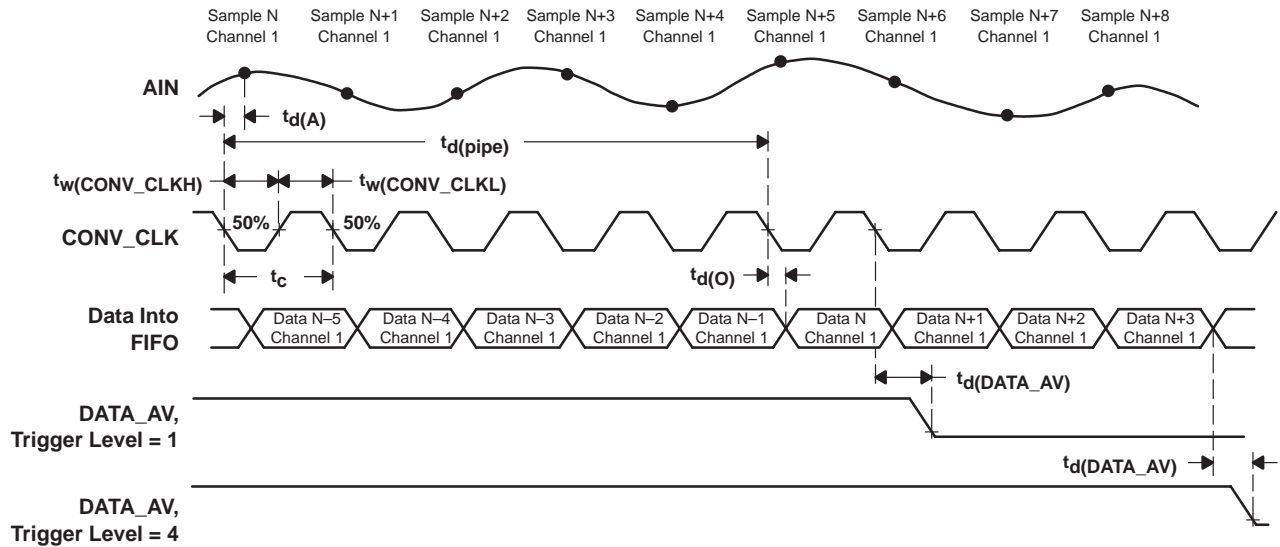 Sample N Sample N+1 Sample N+2 Sample N+3 Sample N+4 Sample N+5 Sample N+6 Sample N+7 Sample N+8
Channel 1 Channel 1 Channel 1 Channel 1 Channel 1 Channel 1 Channel 1 Channel 1 Channel 1
AIN
td(A)
td(pipe)
tw(CONV_CLKH) tw(CONV_CLKL)
50% 50%
CONV_CLK
tc td(O)
Data Into
FIFO
Data N–5 Data N–4 Data N–3 Data N–2 Data N–1 Data N Data N+1 Data N+2 Data N+3
Channel 1 Channel 1 Channel 1 Channel 1 Channel 1 Channel 1 Channel 1 Channel 1 Channel 1
td(DATA_AV)
DATA_AV,
Trigger Level = 1
td(DATA_AV)
DATA_AV,
Trigger Level = 4